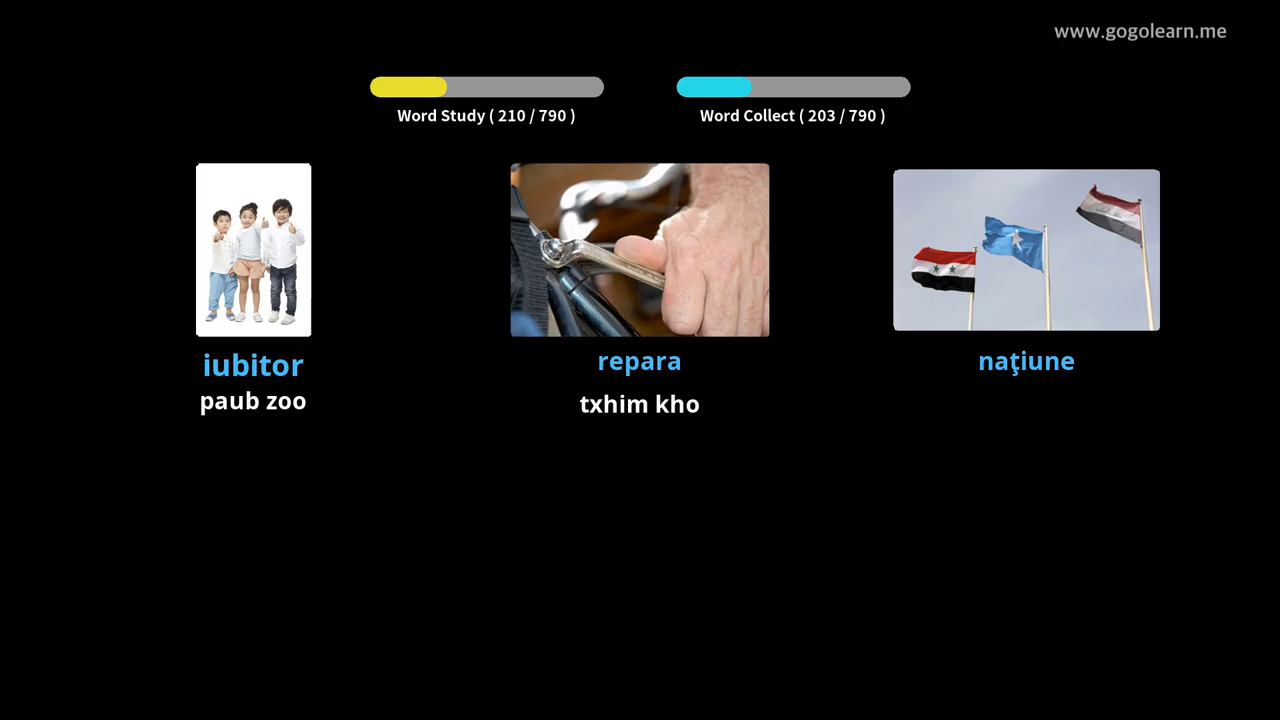 www.gogolearn.me
Word Study ( 210 / 790 )
Word Collect ( 203 / 790 )
iubitor
paub zoo
repara
txhim kho
naţiune